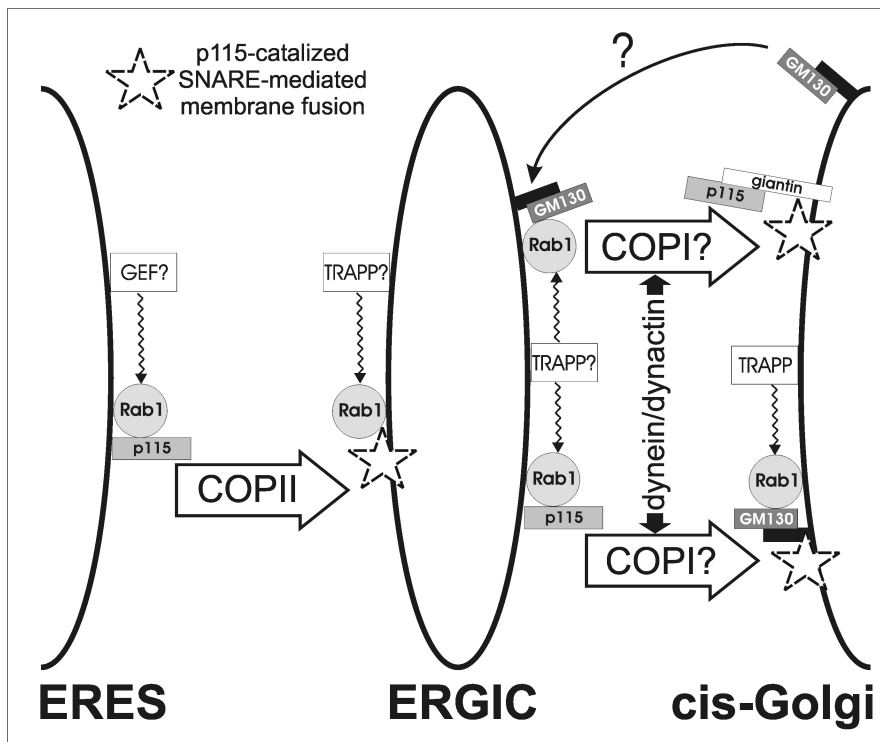 p115-catalized
SNARE-mediated
membrane fusion
?
GM130
giantin
p115
GM130
Rab1
COPI?
GEF?
TRAPP?
dynein/dynactin
TRAPP?
TRAPP
Rab1
p115
Rab1
COPII
Rab1
p115
Rab1
GM130
COPI?
ERES
ERGIC
cis-Golgi